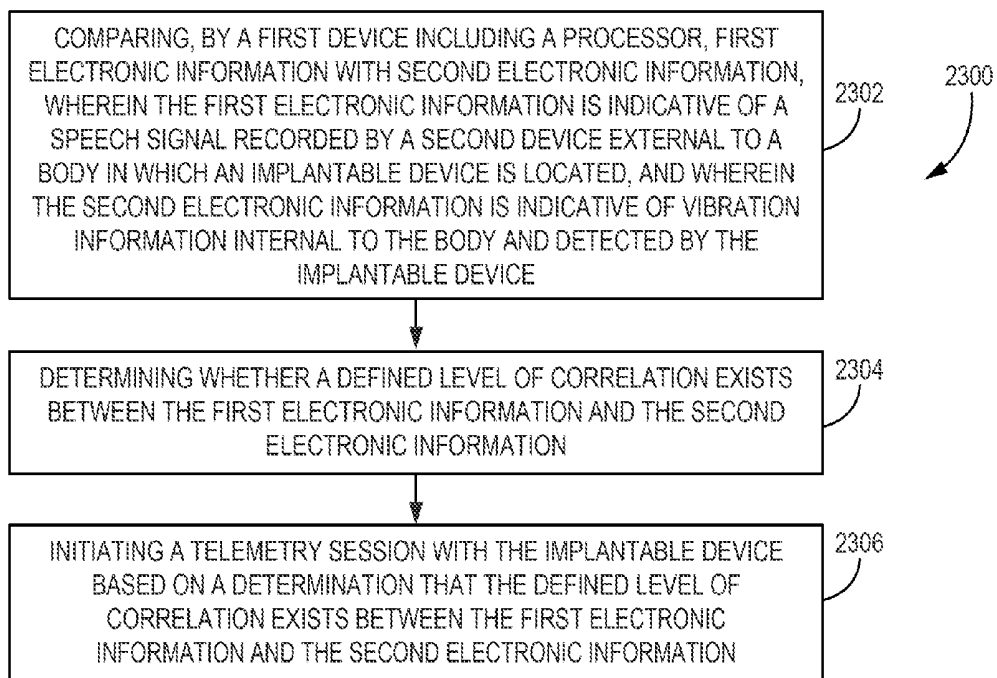 COMPARING, BY A FIRST DEVICE INCLUDING A PROCESSOR, FIRST
ELECTRONIC INFORMATION WITH SECOND ELECTRONIC INFORMATION,
WHEREIN THE FIRST ELECTRONIC INFORMATION IS INDICATIVE OF A
SPEECH SIGNAL RECORDED BY A SECOND DEVICE EXTERNAL TO A
BODY IN WHICH AN IMPLANTABLE DEVICE IS LOCATED, AND WHEREIN
THE SECOND ELECTRONIC INFORMATION IS INDICATIVE OF VIBRATION
INFORMATION INTERNAL TO THE BODY AND DETECTED BY THE
IMPLANTABLE DEVICE
2302
2300
DETERMINING WHETHER A DEFINED LEVEL OF CORRELATION EXISTS
BETWEEN THE FIRST ELECTRONIC INFORMATION AND THE SECOND
ELECTRONIC INFORMATION
2304
INITIATING A TELEMETRY SESSION WITH THE IMPLANTABLE DEVICE
BASED ON A DETERMINATION THAT THE DEFINED LEVEL OF
CORRELATION EXISTS BETWEEN THE FIRST ELECTRONIC
INFORMATION AND THE SECOND ELECTRONIC INFORMATION
2306